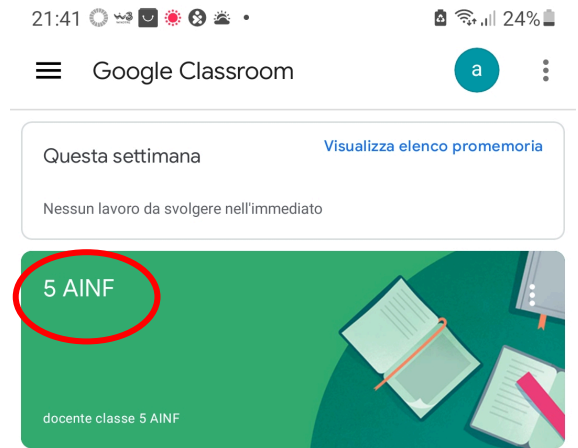 21:41 24%
Google Classroom a
Questa settimana Visualizza elenco promemoria
Nessun lavoro da svolgere nell'immediato
5 AINF
docente classe 5 AINF